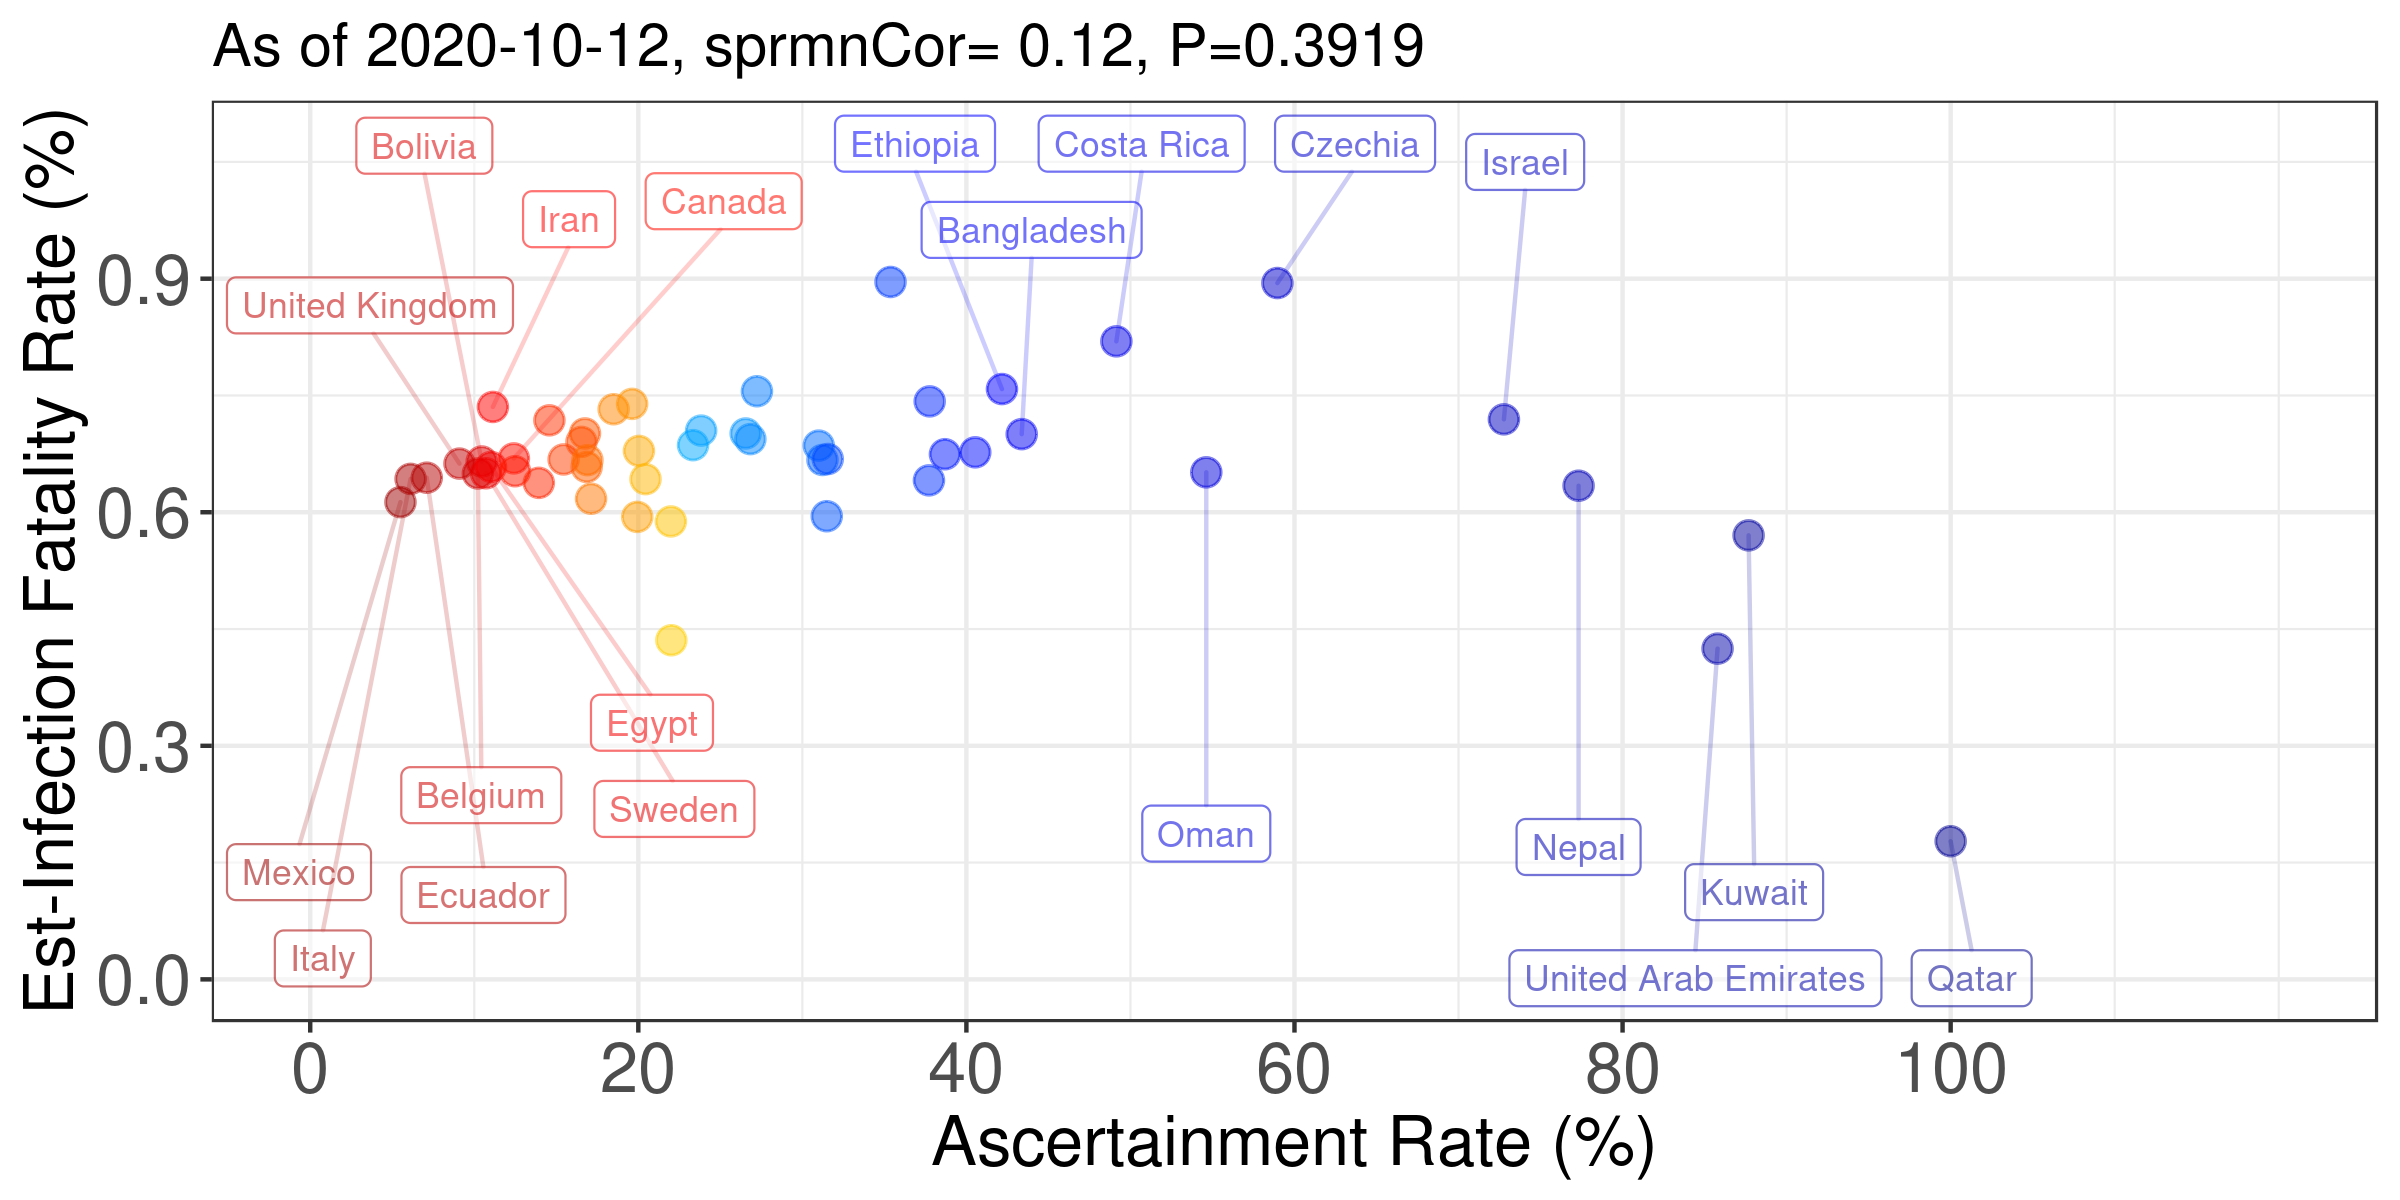 As of 2020-10-12, sprmnCor= 0.12, P=0.3919
Est-Infection Fatality Rate (%)
Bolivia
Ethiopia
Costa Rica
Czechia
Israel
Iran
Canada
Bangladesh
0.9
United Kingdom
0.6
0.3
Egypt
Belgium
Sweden
Oman
Nepal
Mexico
Ecuador
Kuwait
Italy
0.0
United Arab Emirates
Qatar
0 20 40 60 80 100
Ascertainment Rate (%)